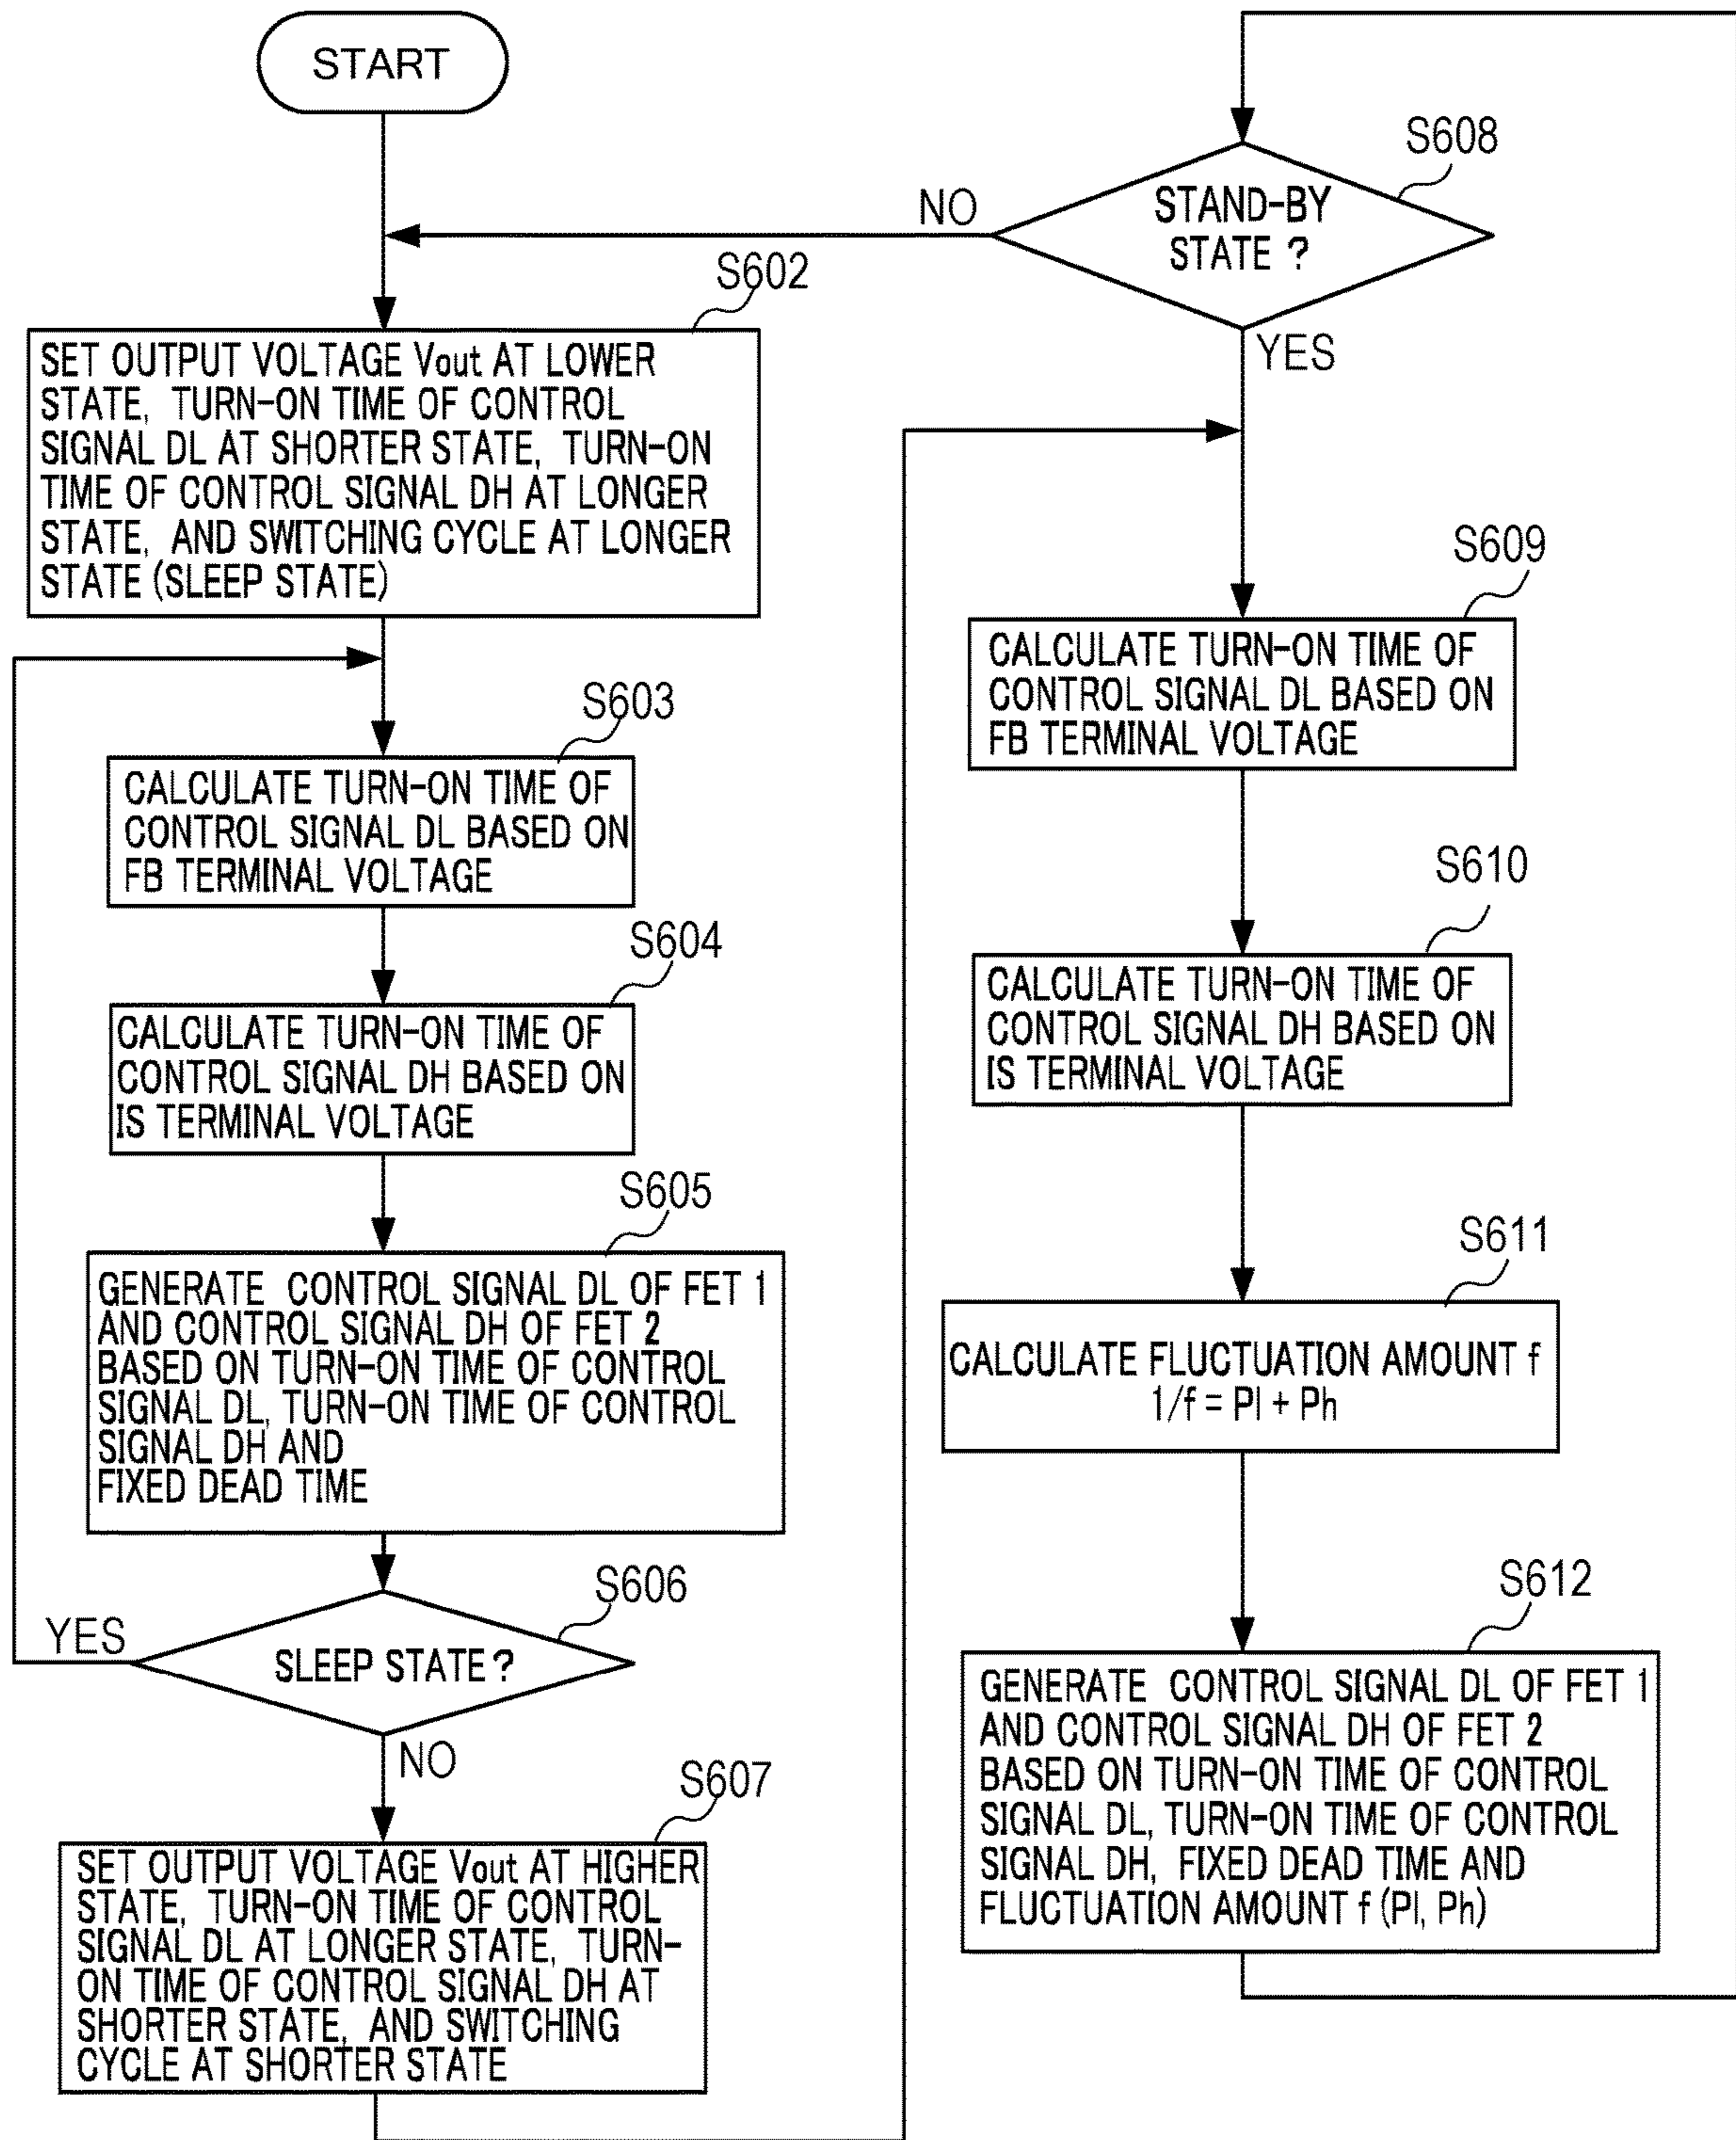 START
S602
SET OUTPUT VOLTAGE Vout AT LOWER
STATE, TURN-ON TIME OF CONTROL
SIGNAL DL AT SHORTER STATE, TURN-ON
TIME OF CONTROL SIGNAL DH AT LONGER
STATE, AND SWITCHING CYCLE AT LONGER
STATE (SLEEP STATE)
S603
CALCULATE TURN-ON TIME OF
CONTROL SIGNAL DL BASED ON
FB TERMINAL VOLTAGE
S604
CALCULATE TURN-ON TIME OF
CONTROL SIGNAL DH BASED ON
IS TERMINAL VOLTAGE
S605
GENERATE CONTROL SIGNAL DL OF FET 1
AND CONTROL SIGNAL DH OF FET 2
BASED ON TURN-ON TIME OF CONTROL
SIGNAL DL, TURN-ON TIME OF CONTROL
SIGNAL DH AND
FIXED DEAD TIME
S606
YES
SLEEP STATE ?
NO
S607
SET OUTPUT VOLTAGE Vout AT HIGHER
STATE, TURN-ON TIME OF CONTROL
SIGNAL DL AT LONGER STATE, TURN-
ON TIME OF CONTROL SIGNAL DH AT
SHORTER STATE, AND SWITCHING
CYCLE AT SHORTER STATE
S608
NO
STAND-BY
STATE ?
YES
S609
CALCULATE TURN-ON TIME OF
CONTROL SIGNAL DL BASED ON
FB TERMINAL VOLTAGE
S610
CALCULATE TURN-ON TIME OF
CONTROL SIGNAL DH BASED ON
IS TERMINAL VOLTAGE
S611
CALCULATE FLUCTUATION AMOUNT f
1/f = Pl + Ph
S612
GENERATE CONTROL SIGNAL DL OF FET 1
AND CONTROL SIGNAL DH OF FET 2
BASED ON TURN-ON TIME OF CONTROL
SIGNAL DL, TURN-ON TIME OF CONTROL
SIGNAL DH, FIXED DEAD TIME AND
FLUCTUATION AMOUNT f (Pl, Ph)